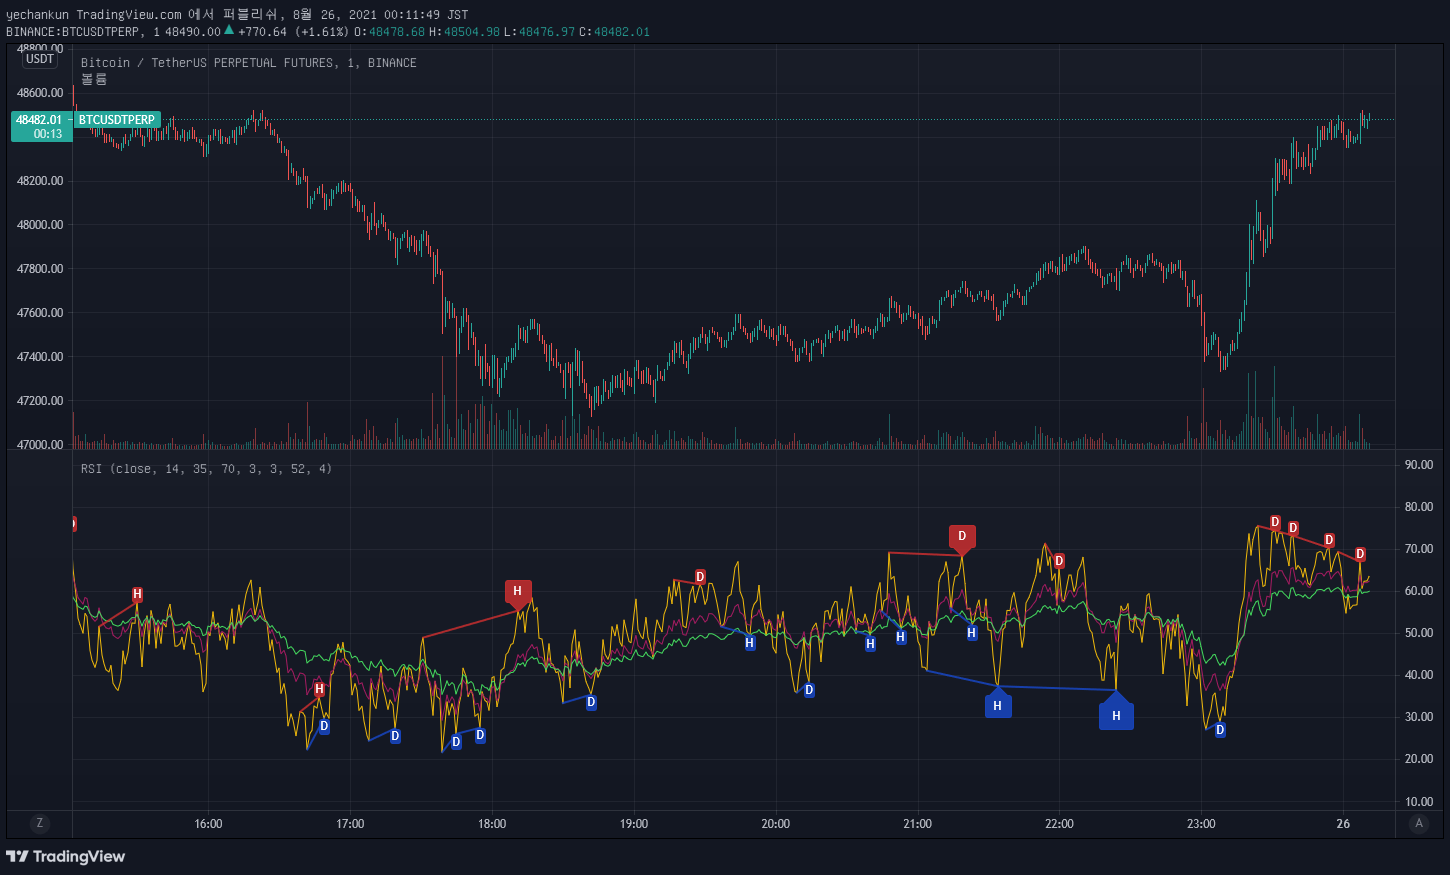 yechankun TradingView.com 에서 퍼블리쉬, 8월 26, 2021 00:11:49 JST
BINANCE:BTCUSDTPERP, 1 48490.00 ▲ +770.64 (+1.61%) O:48478.68 H:48504.98 L:48476.97 C:48482.01
48800.00
USDT
Bitcoin / TetherUS PERPETUAL FUTURES, 1, BINANCE
볼륨
48600.00
48482.01 BTCUSDTPERP
00:13
48200.00
48000.00
47800.00
47600.00
47400.00
47200.00
47000.00
RSI (close, 14, 35, 70, 3, 3, 52, 4)
90.00
80.00
70.00
60.00
50.00
40.00
30.00
20.00
10.00
D D D D D D D
H H D D
H H H H
H D D
D D D D D H H D
Z 16:00 17:00 18:00 19:00 20:00 21:00 22:00 23:00 26 A
TradingView